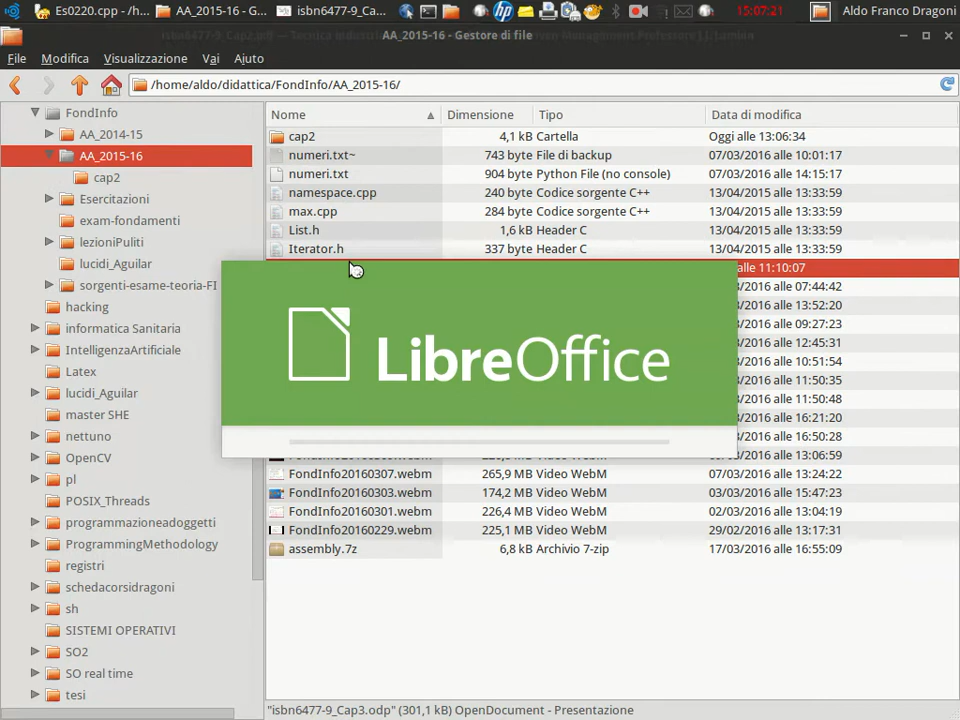 Es0220.cpp (~/h...
AA_2015-16 - G...
isbn6477-9_Ca...
15:07:21
Aldo Franco Dragoni
AA_2015-16 - Gestore di file
File Modifica Visualizzazione Vai Aiuto
/home/aldo/didattica/FondInfo/AA_2015-16/
FondInfo
AA_2014-15
AA_2015-16
cap2
Esercitazioni
exam-fondamenti
lezioniPuliti
lucidi_Aguilar
sorgenti-esame-teoria-FI
hacking
informatica Sanitaria
IntelligenzaArtificiale
Latex
lucidi_Aguilar
master SHE
nettuno
OpenCV
pl
POSIX_Threads
programmazioneadoggetti
ProgrammingMethodology
registri
schedacorsidragoni
sh
SISTEMI OPERATIVI
SO2
SO real time
tesi
Nome Dimensione Tipo Data di modifica
cap2 4,1 kB Cartella Oggi alle 13:06:34
numeri.txt~ 743 byte File di backup 07/03/2016 alle 10:01:17
numeri.txt 904 byte Python File (no console) 07/03/2016 alle 14:15:17
namespace.cpp 240 byte Codice sorgente C++ 13/04/2015 alle 13:33:59
max.cpp 284 byte Codice sorgente C++ 13/04/2015 alle 13:33:59
List.h 1,6 kB Header C 13/04/2015 alle 13:33:59
Iterator.h 337 byte Header C 13/04/2015 alle 13:33:59
alle 11:10:07
/03/2016 alle 07:44:42
/03/2016 alle 13:52:20
/03/2016 alle 09:27:23
/03/2016 alle 12:45:31
/03/2016 alle 10:51:54
/03/2016 alle 11:50:35
/03/2016 alle 11:50:48
/03/2016 alle 16:21:20
/03/2016 alle 16:50:28
/03/2016 alle 13:06:59
LibreOffice
FondInfo20160307.webm 265,9 MB Video WebM 07/03/2016 alle 13:24:22
FondInfo20160303.webm 174,2 MB Video WebM 03/03/2016 alle 15:47:23
FondInfo20160301.webm 226,4 MB Video WebM 02/03/2016 alle 13:04:19
FondInfo20160229.webm 225,1 MB Video WebM 29/02/2016 alle 13:17:31
assembly.7z 6,8 kB Archivio 7-zip 17/03/2016 alle 16:55:09
"isbn6477-9_Cap3.odp" (301,1 kB) OpenDocument - Presentazione